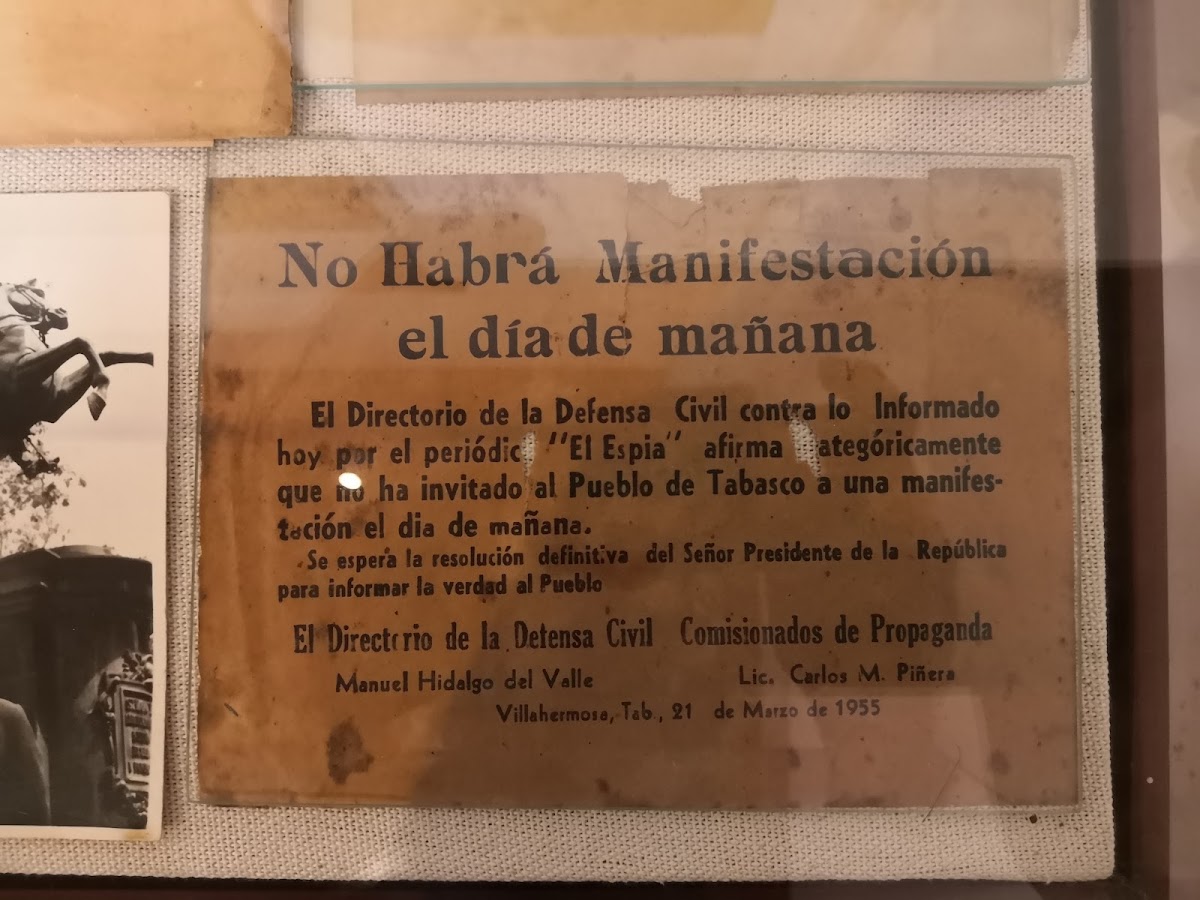 No Habrá Manifestación
el día de mañana
El Directorio de la Defensa Civil contra lo Informado
hoy por el periódico "El Espia" afirma categóricamente
que no ha invitado al Pueblo de Tabasco a una manifes-
tación el dia de mañana.
Se espera la resolución definitiva del Señor Presidente de la República
para informar la verdad al Pueblo
El Directorio de la Defensa Civil Comisionados de Propaganda
Manuel Hidalgo del Valle Lic. Carlos M. Piñera
Villahermosa, Tab., 21 de Marzo de 1955